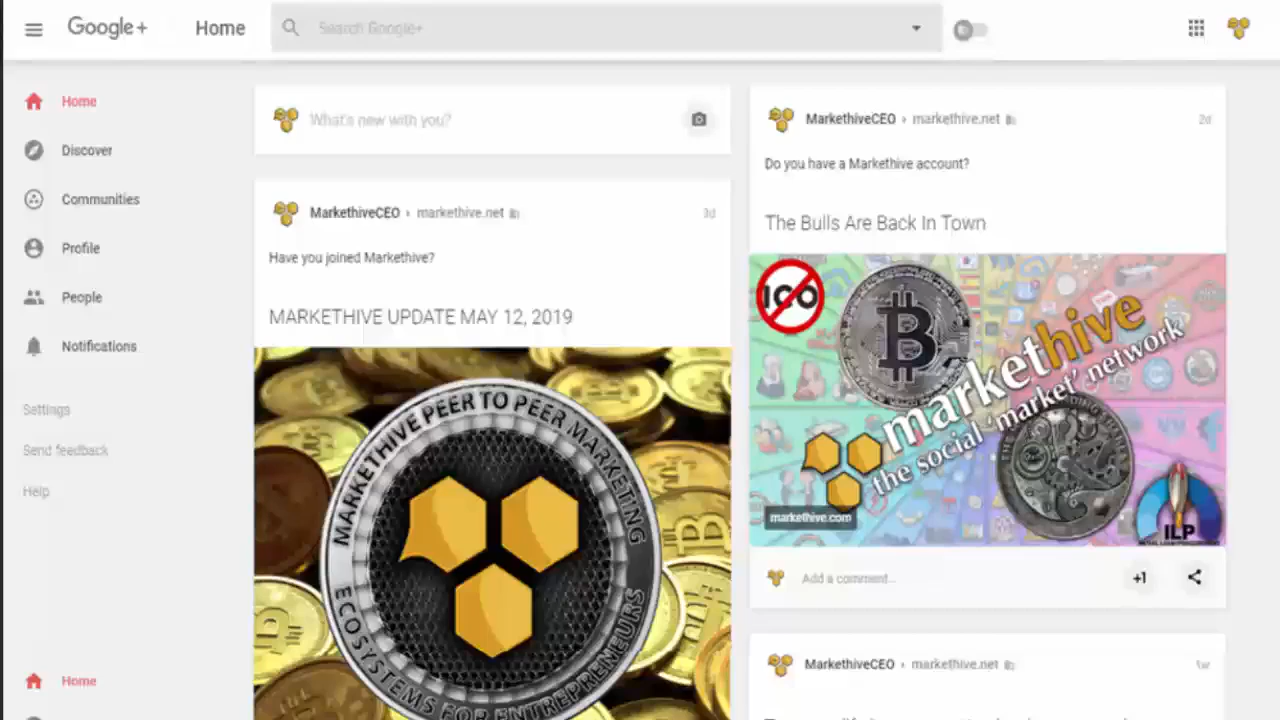 Google+
Home
Search Google+
Home
Discover
Communities
Profile
People
Notifications
Settings
Send feedback
Help
Home
What's new with you?
MarkethiveCEO
markethive.net
3d
Have you joined Markethive?
MARKETHIVE UPDATE MAY 12, 2019
MARKETHIVE PEER TO PEER MARKETING
ECOSYSTEMS FOR ENTREPRENEURS
MarkethiveCEO
markethive.net
2d
Do you have a Markethive account?
The Bulls Are Back In Town
ICO
markethive
the social 'market' network
markethive.com
ILP
Add a comment...
+1
MarkethiveCEO
markethive.net
1w